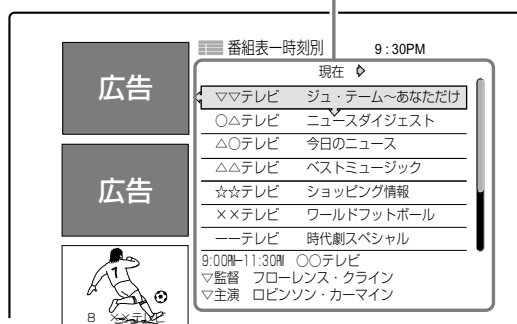 番組表ー時刻別 9:30PM
広告
現在
▽▽テレビ ジュ・テーム～あなただけ
○△テレビ ニュースダイジェスト
△○テレビ 今日のニュース
△△テレビ ベストミュージック
☆☆テレビ ショッピング情報
××テレビ ワールドフットボール
ーーテレビ 時代劇スペシャル
広告
9:00PM-11:30PM ○○テレビ
▽監督 フローレンス・クライン
▽主演 ロビンソン・カーマイン
1
8 ××テレビ